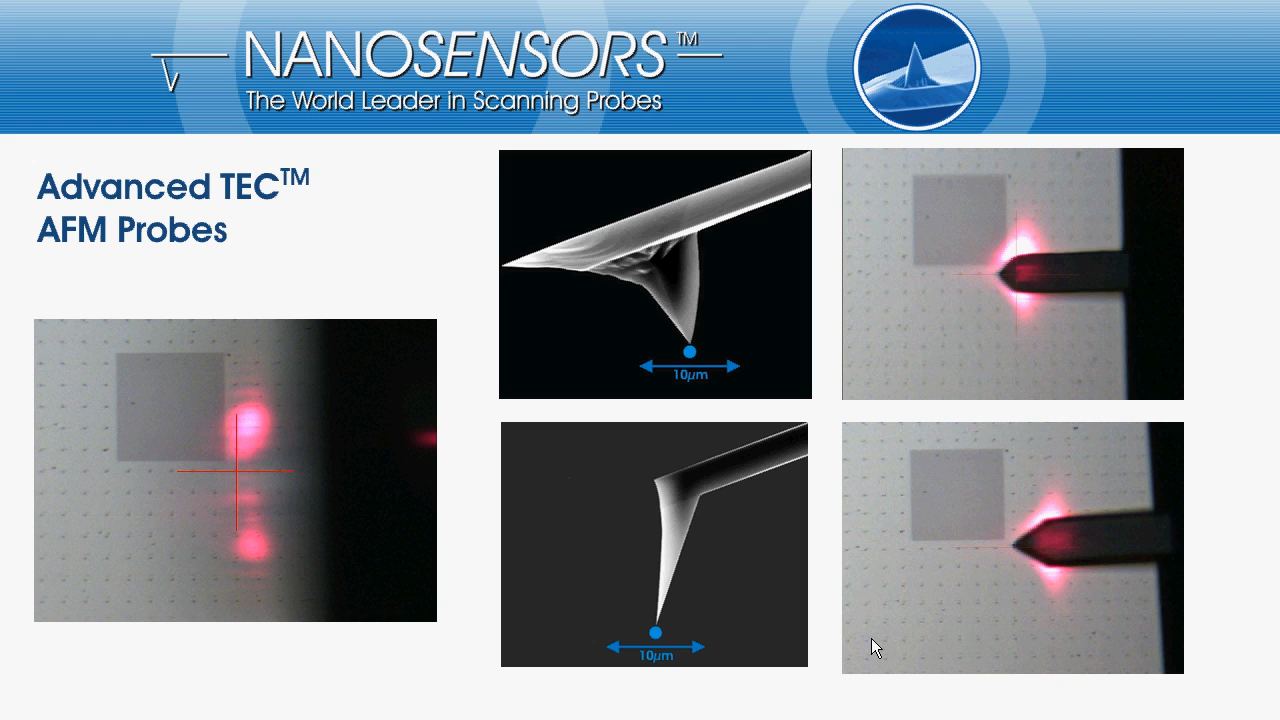 NANOSENSORS™
The World Leader in Scanning Probes
Advanced TEC™
AFM Probes
10µm
10µm